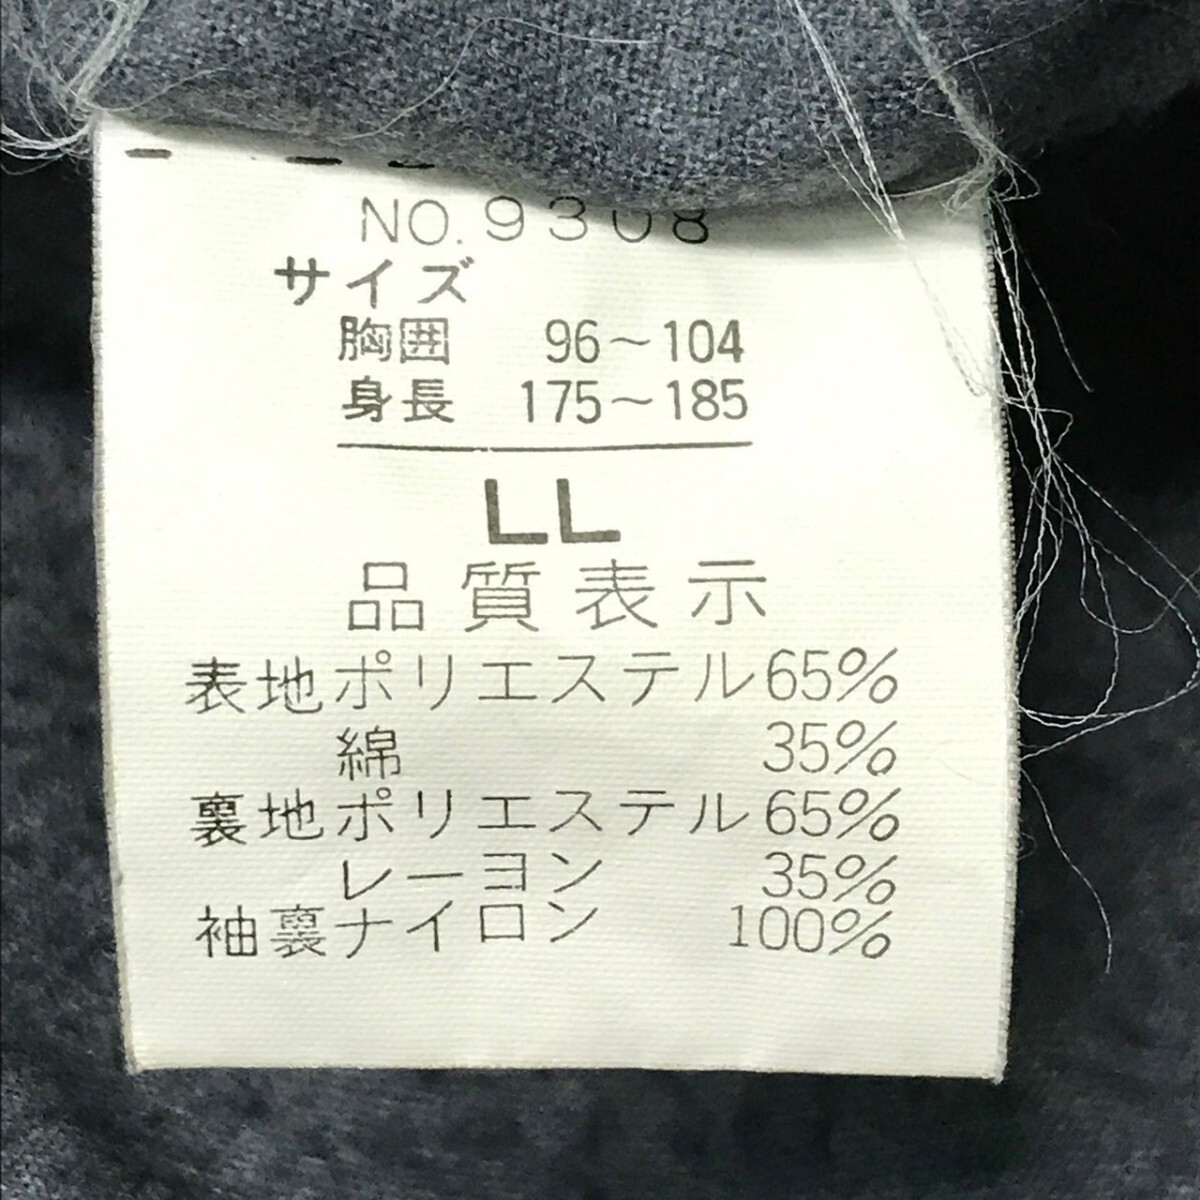 NO. 9308
サイズ
胸囲 96～104
身長 175～185
LL
品質表示
表地ポリエステル65%
綿 35%
裏地ポリエステル65%
レーヨン 35%
袖裏ナイロン 100%